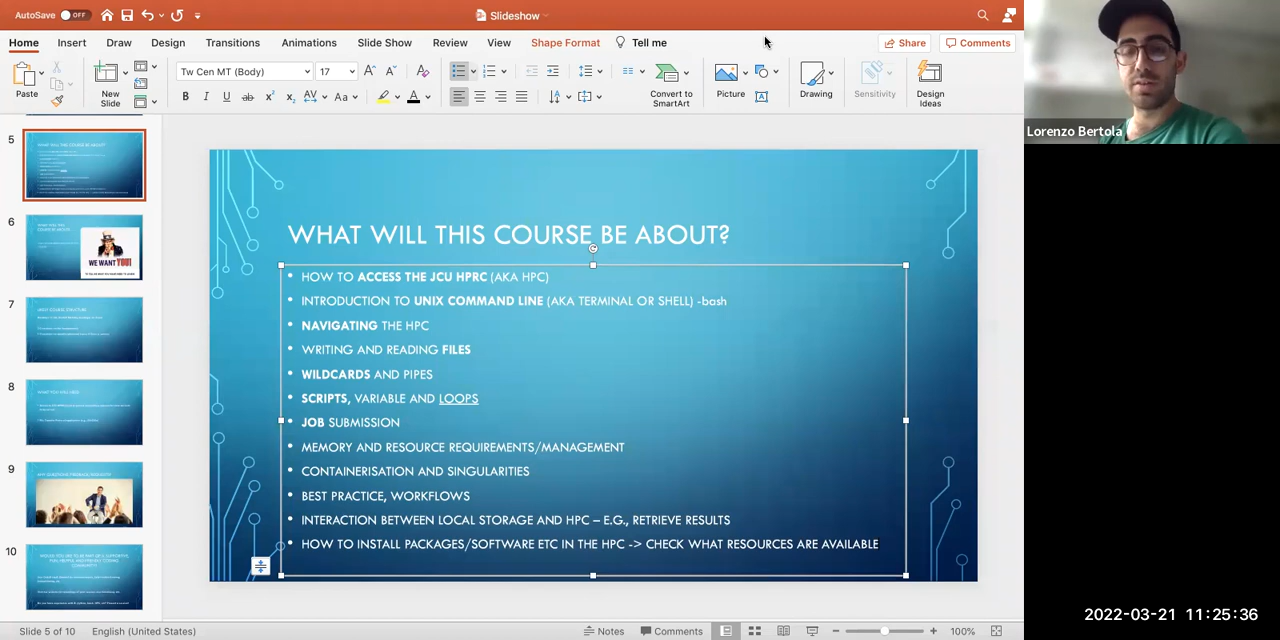 AutoSave OFF
Slideshow
Home Insert Draw Design Transitions Animations Slide Show Review View Shape Format Tell me
Share Comments
Paste
New Slide
Tw Cen MT (Body) 17
Convert to SmartArt
Picture
Drawing
Sensitivity
Design Ideas
Lorenzo Bertola
5
6
WE WANT YOU!
7
8
9
10
WHAT WILL THIS COURSE BE ABOUT?
• HOW TO ACCESS THE JCU HPRC (AKA HPC)
• INTRODUCTION TO UNIX COMMAND LINE (AKA TERMINAL OR SHELL) -bash
• NAVIGATING THE HPC
• WRITING AND READING FILES
• WILDCARDS AND PIPES
• SCRIPTS, VARIABLE AND LOOPS
• JOB SUBMISSION
• MEMORY AND RESOURCE REQUIREMENTS/MANAGEMENT
• CONTAINERISATION AND SINGULARITIES
• BEST PRACTICE, WORKFLOWS
• INTERACTION BETWEEN LOCAL STORAGE AND HPC – E.G., RETRIEVE RESULTS
• HOW TO INSTALL PACKAGES/SOFTWARE ETC IN THE HPC -> CHECK WHAT RESOURCES ARE AVAILABLE
Slide 5 of 10 English (United States) Notes Comments 100%
2022-03-21 11:25:36